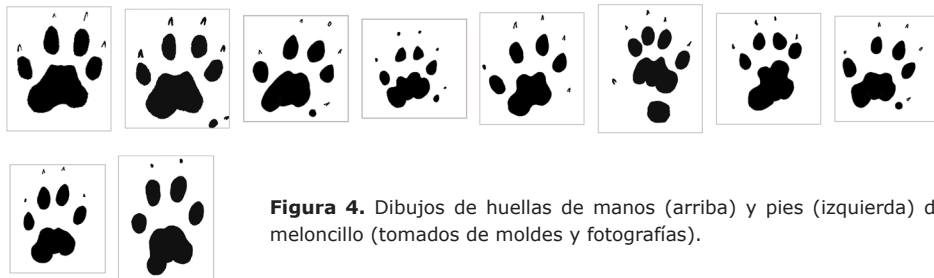 Figura 4. Dibujos de huellas de manos (arriba) y pies (izquierda) d
meloncillo (tomados de moldes y fotografías).